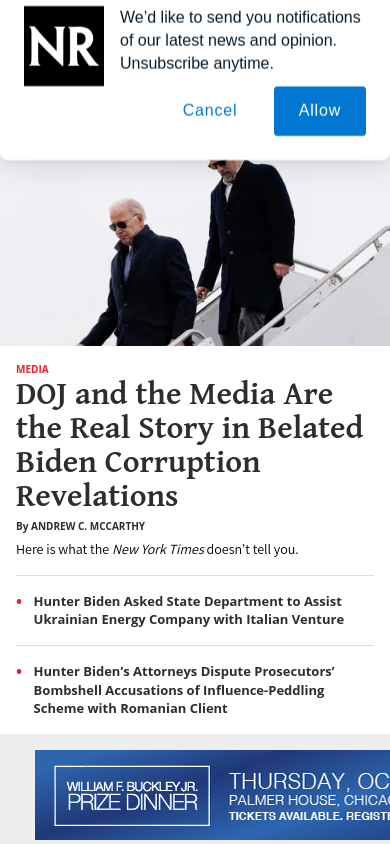 NR
We'd like to send you notifications
of our latest news and opinion.
Unsubscribe anytime.
Cancel
Allow
MEDIA
DOJ and the Media Are
the Real Story in Belated
Biden Corruption
Revelations
By ANDREW C. MCCARTHY
Here is what the New York Times doesn't tell you.
• Hunter Biden Asked State Department to Assist
Ukrainian Energy Company with Italian Venture
• Hunter Biden's Attorneys Dispute Prosecutors'
Bombshell Accusations of Influence-Peddling
Scheme with Romanian Client
WILLIAM F. BUCKLEY JR.
PRIZE DINNER
THURSDAY, OC
PALMER HOUSE, CHICA
TICKETS AVAILABLE. REGISTE